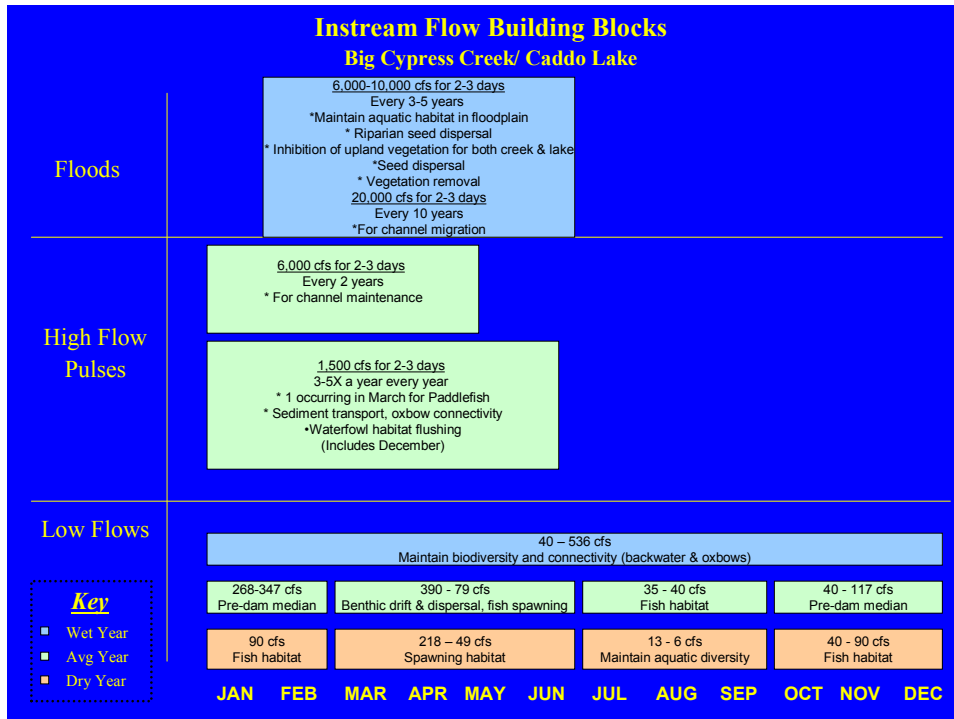 Instream Flow Building Blocks
Big Cypress Creek/ Caddo Lake
Floods
6,000-10,000 cfs for 2-3 days
Every 3-5 years
*Maintain aquatic habitat in floodplain
* Riparian seed dispersal
* Inhibition of upland vegetation for both creek & lake
*Seed dispersal
* Vegetation removal
20,000 cfs for 2-3 days
Every 10 years
*For channel migration
High Flow
Pulses
6,000 cfs for 2-3 days
Every 2 years
* For channel maintenance
1,500 cfs for 2-3 days
3-5X a year every year
* 1 occurring in March for Paddlefish
* Sediment transport, oxbow connectivity
•Waterfowl habitat flushing
(Includes December)
Low Flows
40 – 536 cfs
Maintain biodiversity and connectivity (backwater & oxbows)
268-347 cfs
Pre-dam median
390 - 79 cfs
Benthic drift & dispersal, fish spawning
35 - 40 cfs
Fish habitat
40 - 117 cfs
Pre-dam median
90 cfs
Fish habitat
218 – 49 cfs
Spawning habitat
13 - 6 cfs
Maintain aquatic diversity
40 - 90 cfs
Fish habitat
Key
Wet Year
Avg Year
Dry Year
JAN FEB MAR APR MAY JUN JUL AUG SEP OCT NOV DEC